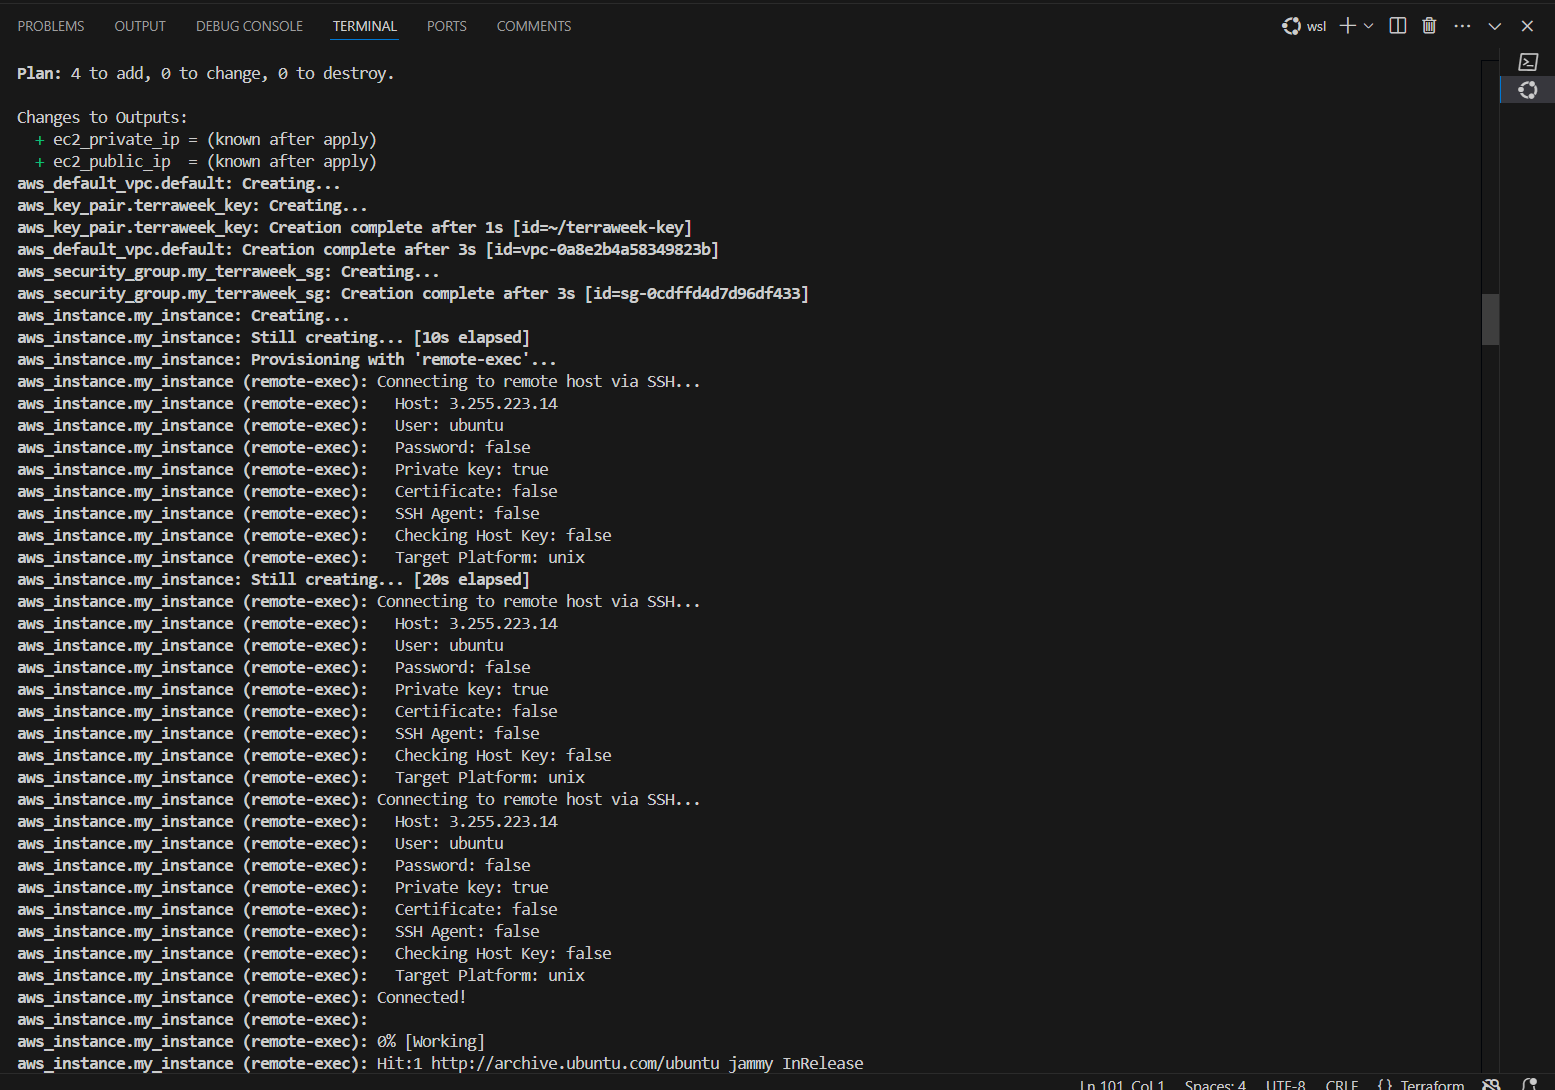 PROBLEMS OUTPUT DEBUG CONSOLE TERMINAL PORTS COMMENTS wsl
Plan: 4 to add, 0 to change, 0 to destroy.
Changes to Outputs:
+ ec2_private_ip = (known after apply)
+ ec2_public_ip  = (known after apply)
aws_default_vpc.default: Creating...
aws_key_pair.terraweek_key: Creating...
aws_key_pair.terraweek_key: Creation complete after 1s [id=~/terraweek-key]
aws_default_vpc.default: Creation complete after 3s [id=vpc-0a8e2b4a58349823b]
aws_security_group.my_terraweek_sg: Creating...
aws_security_group.my_terraweek_sg: Creation complete after 3s [id=sg-0cdffd4d7d96df433]
aws_instance.my_instance: Creating...
aws_instance.my_instance: Still creating... [10s elapsed]
aws_instance.my_instance: Provisioning with 'remote-exec'...
aws_instance.my_instance (remote-exec): Connecting to remote host via SSH...
aws_instance.my_instance (remote-exec):   Host: 3.255.223.14
aws_instance.my_instance (remote-exec):   User: ubuntu
aws_instance.my_instance (remote-exec):   Password: false
aws_instance.my_instance (remote-exec):   Private key: true
aws_instance.my_instance (remote-exec):   Certificate: false
aws_instance.my_instance (remote-exec):   SSH Agent: false
aws_instance.my_instance (remote-exec):   Checking Host Key: false
aws_instance.my_instance (remote-exec):   Target Platform: unix
aws_instance.my_instance: Still creating... [20s elapsed]
aws_instance.my_instance (remote-exec): Connecting to remote host via SSH...
aws_instance.my_instance (remote-exec):   Host: 3.255.223.14
aws_instance.my_instance (remote-exec):   User: ubuntu
aws_instance.my_instance (remote-exec):   Password: false
aws_instance.my_instance (remote-exec):   Private key: true
aws_instance.my_instance (remote-exec):   Certificate: false
aws_instance.my_instance (remote-exec):   SSH Agent: false
aws_instance.my_instance (remote-exec):   Checking Host Key: false
aws_instance.my_instance (remote-exec):   Target Platform: unix
aws_instance.my_instance (remote-exec): Connecting to remote host via SSH...
aws_instance.my_instance (remote-exec):   Host: 3.255.223.14
aws_instance.my_instance (remote-exec):   User: ubuntu
aws_instance.my_instance (remote-exec):   Password: false
aws_instance.my_instance (remote-exec):   Private key: true
aws_instance.my_instance (remote-exec):   Certificate: false
aws_instance.my_instance (remote-exec):   SSH Agent: false
aws_instance.my_instance (remote-exec):   Checking Host Key: false
aws_instance.my_instance (remote-exec):   Target Platform: unix
aws_instance.my_instance (remote-exec): Connected!
aws_instance.my_instance (remote-exec):
aws_instance.my_instance (remote-exec): 0% [Working]
aws_instance.my_instance (remote-exec): Hit:1 http://archive.ubuntu.com/ubuntu jammy InRelease
Ln 101, Col 1 Spaces: 4 UTF-8 CRLF {} Terraform